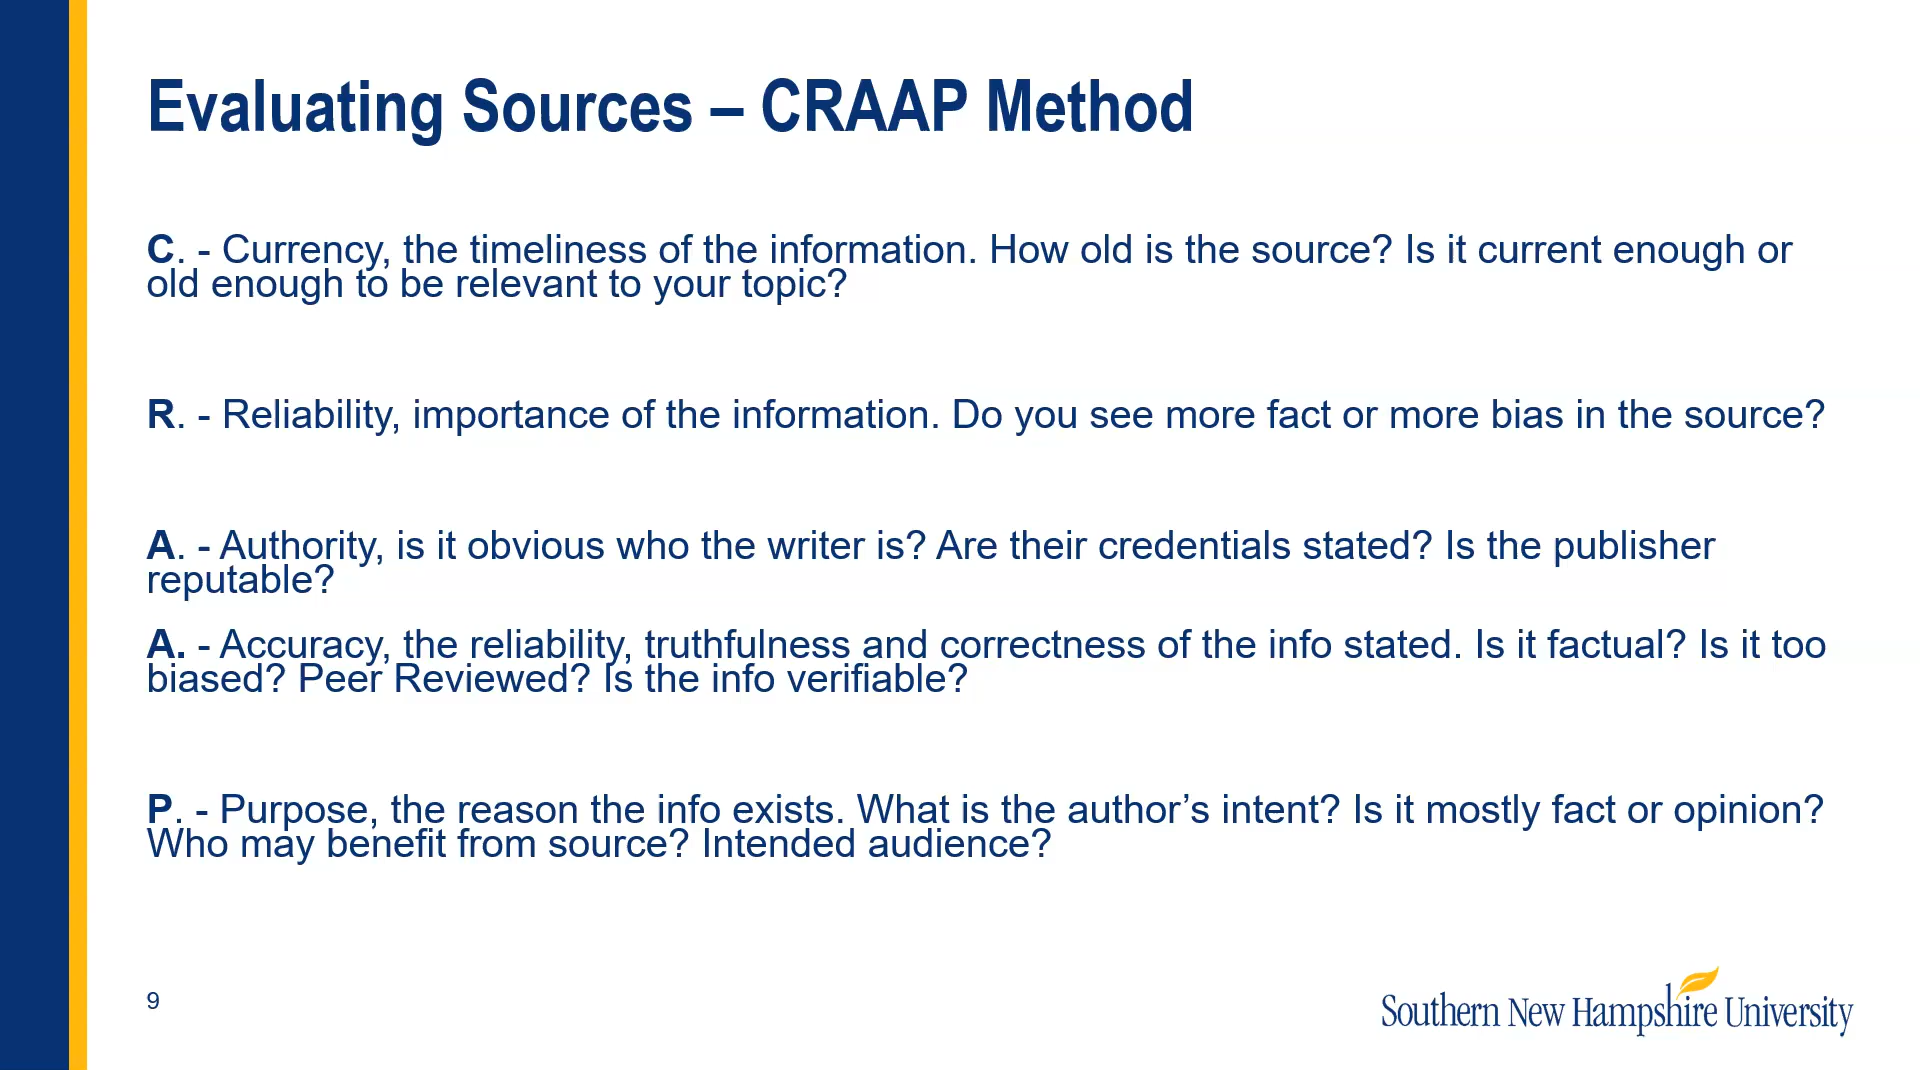 Evaluating Sources – CRAAP Method
C. - Currency, the timeliness of the information. How old is the source? Is it current enough or
old enough to be relevant to your topic?
R. - Reliability, importance of the information. Do you see more fact or more bias in the source?
A. - Authority, is it obvious who the writer is? Are their credentials stated? Is the publisher
reputable?
A. - Accuracy, the reliability, truthfulness and correctness of the info stated. Is it factual? Is it too
biased? Peer Reviewed? Is the info verifiable?
P. - Purpose, the reason the info exists. What is the author’s intent? Is it mostly fact or opinion?
Who may benefit from source? Intended audience?
9
Southern New Hampshire University